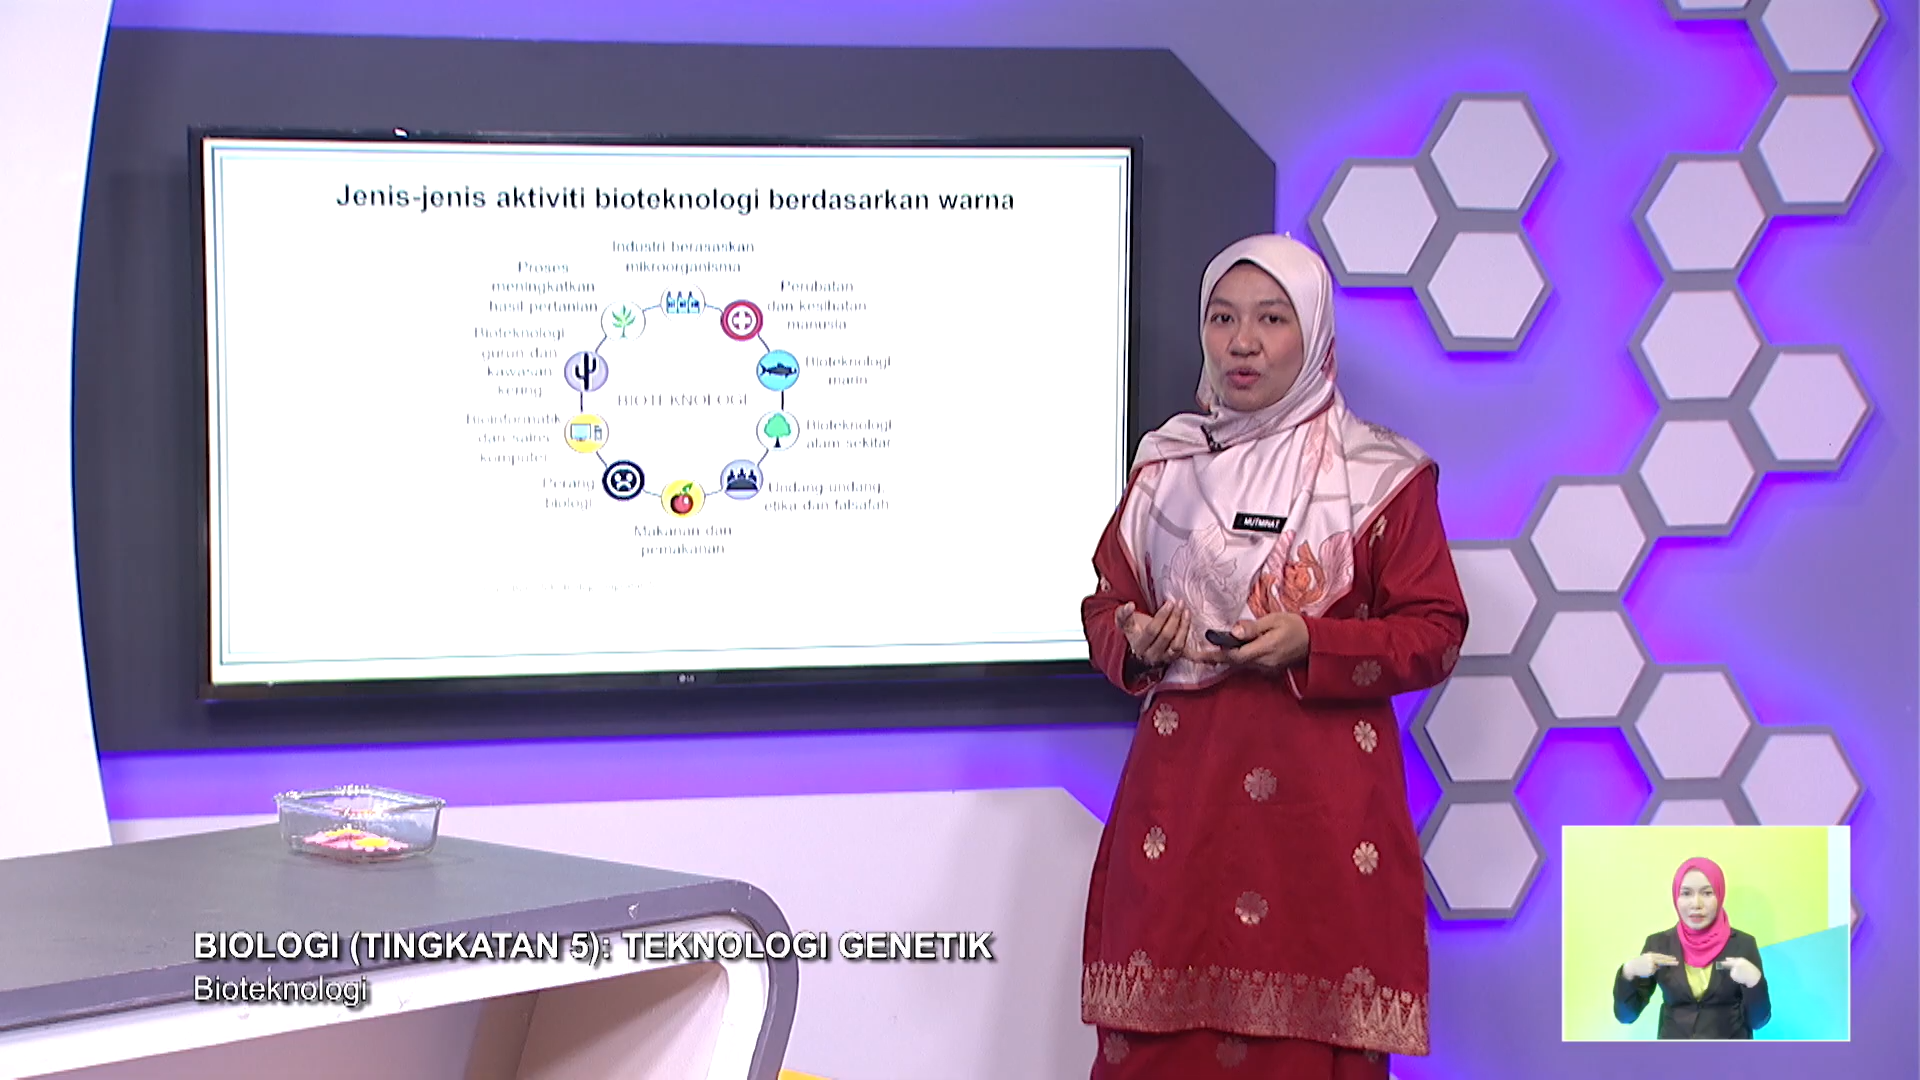 Jenis-jenis aktiviti bioteknologi berdasarkan warna
Industri berasaskan
mikroorganisma
Proses
meningkatkan
hasil pertanian
Perubatan
dan kesihatan
manusia
Bioteknologi
gurun dan
kawasan
kering
Bioteknologi
marin
BIOTEKNOLOGI
Bioinformatik
dan sains
komputer
Bioteknologi
alam sekitar
Perang
biologi
Undang-undang,
etika dan falsafah
Makanan dan
pemakanan
LG
MUTMINAT
BIOLOGI (TINGKATAN 5): TEKNOLOGI GENETIK
Bioteknologi